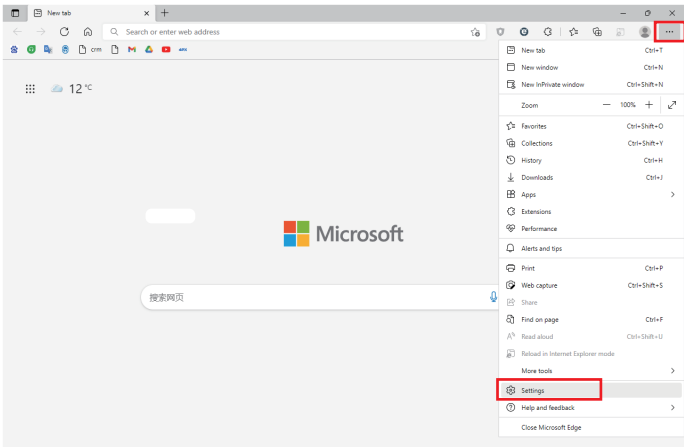 New tab
Search or enter web address
crm
12 °C
Microsoft
搜索网页
New tab Ctrl+T
New window Ctrl+N
New InPrivate window Ctrl+Shift+N
Zoom 100%
Favorites Ctrl+Shift+O
Collections Ctrl+Shift+Y
History Ctrl+H
Downloads Ctrl+J
Apps
Extensions
Performance
Alerts and tips
Print Ctrl+P
Web capture Ctrl+Shift+S
Share
Find on page Ctrl+F
Read aloud Ctrl+Shift+U
Reload in Internet Explorer mode
More tools
Settings
Help and feedback
Close Microsoft Edge